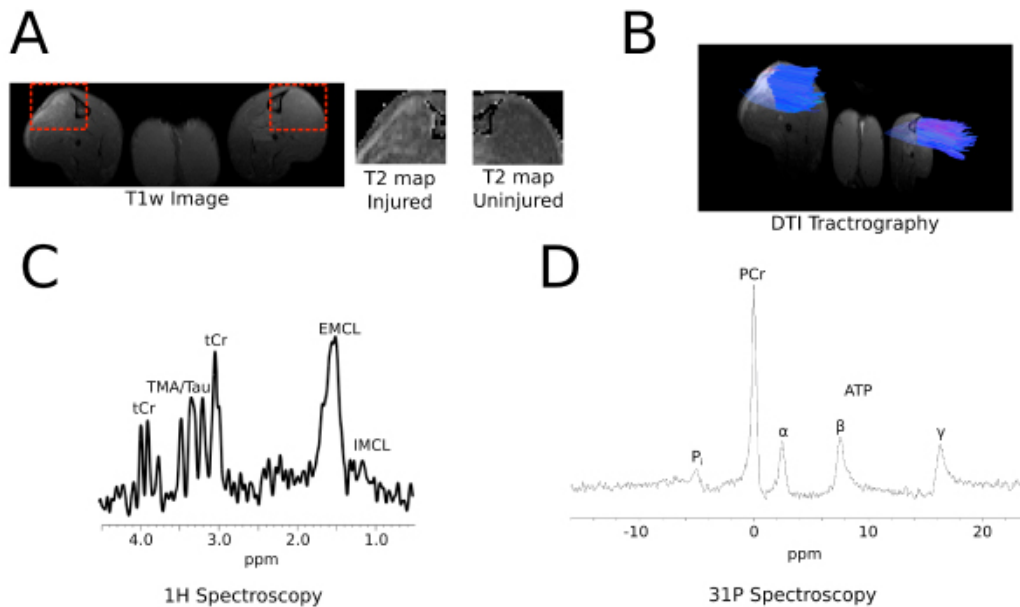 A
B
T1w Image
T2 map
Injured
T2 map
Uninjured
DTI Tractrography
C
D
tCr
TMA/Tau
tCr
EMCL
IMCL
4.0 3.0 2.0 1.0
ppm
1H Spectroscopy
PCr
ATP
Pi
α
β
γ
-10 0 10 20
ppm
31P Spectroscopy